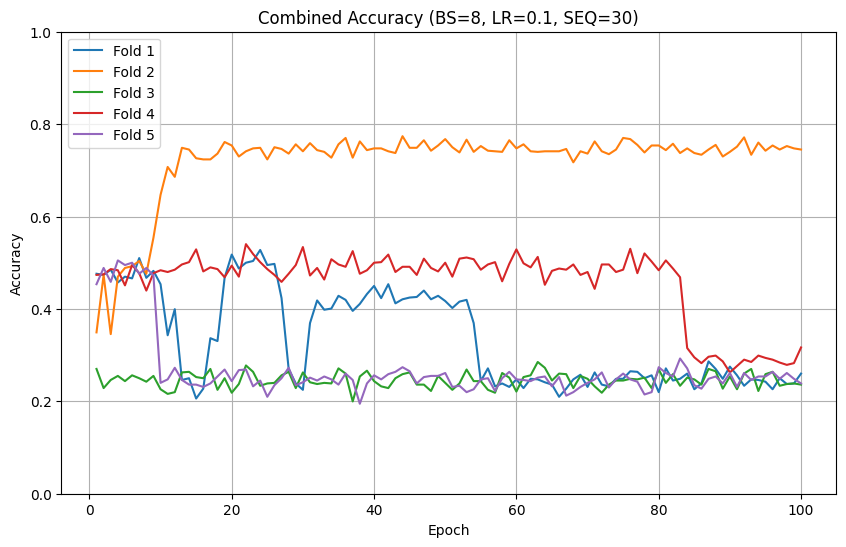 Combined Accuracy (BS=8, LR=0.1, SEQ=30)
Fold 1
Fold 2
Fold 3
Fold 4
Fold 5
Accuracy
1.0
0.8
0.6
0.4
0.2
0.0
0 20 40 60 80 100
Epoch